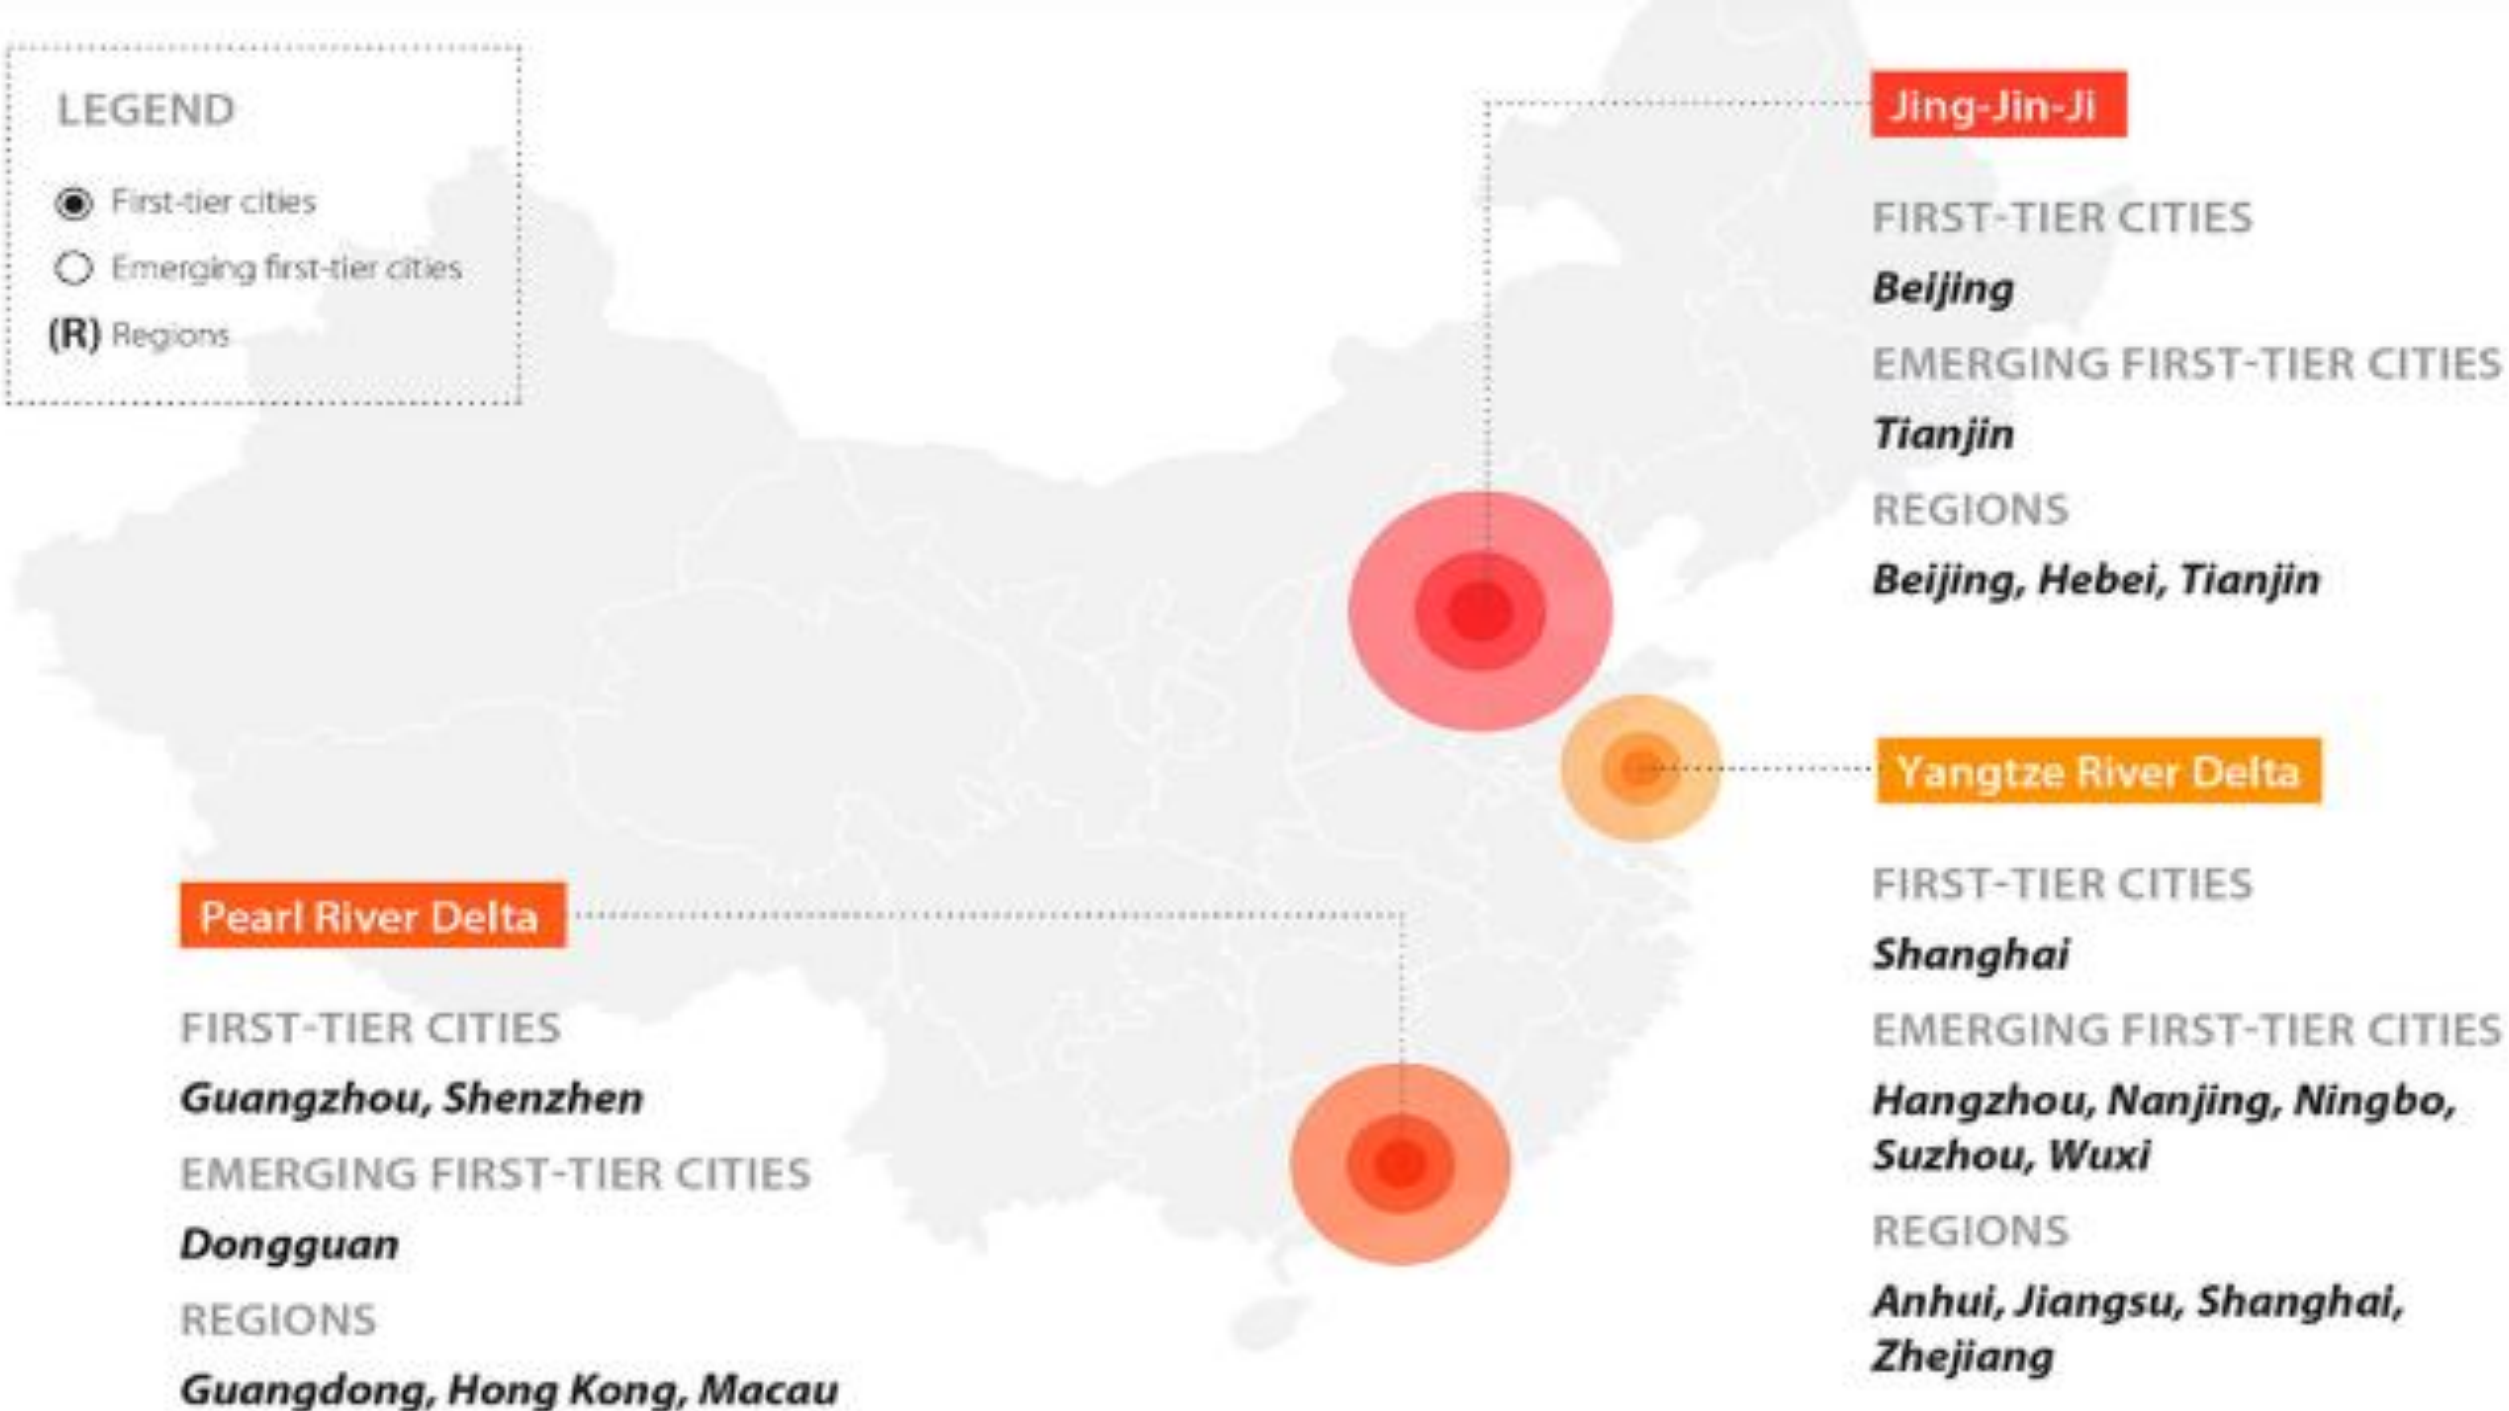 LEGEND
First-tier cities
Emerging first-tier cities
(R) Regions
Jing-Jin-Ji
FIRST-TIER CITIES
Beijing
EMERGING FIRST-TIER CITIES
Tianjin
REGIONS
Beijing, Hebei, Tianjin
Yangtze River Delta
FIRST-TIER CITIES
Shanghai
EMERGING FIRST-TIER CITIES
Hangzhou, Nanjing, Ningbo,
Suzhou, Wuxi
REGIONS
Anhui, Jiangsu, Shanghai,
Zhejiang
Pearl River Delta
FIRST-TIER CITIES
Guangzhou, Shenzhen
EMERGING FIRST-TIER CITIES
Dongguan
REGIONS
Guangdong, Hong Kong, Macau